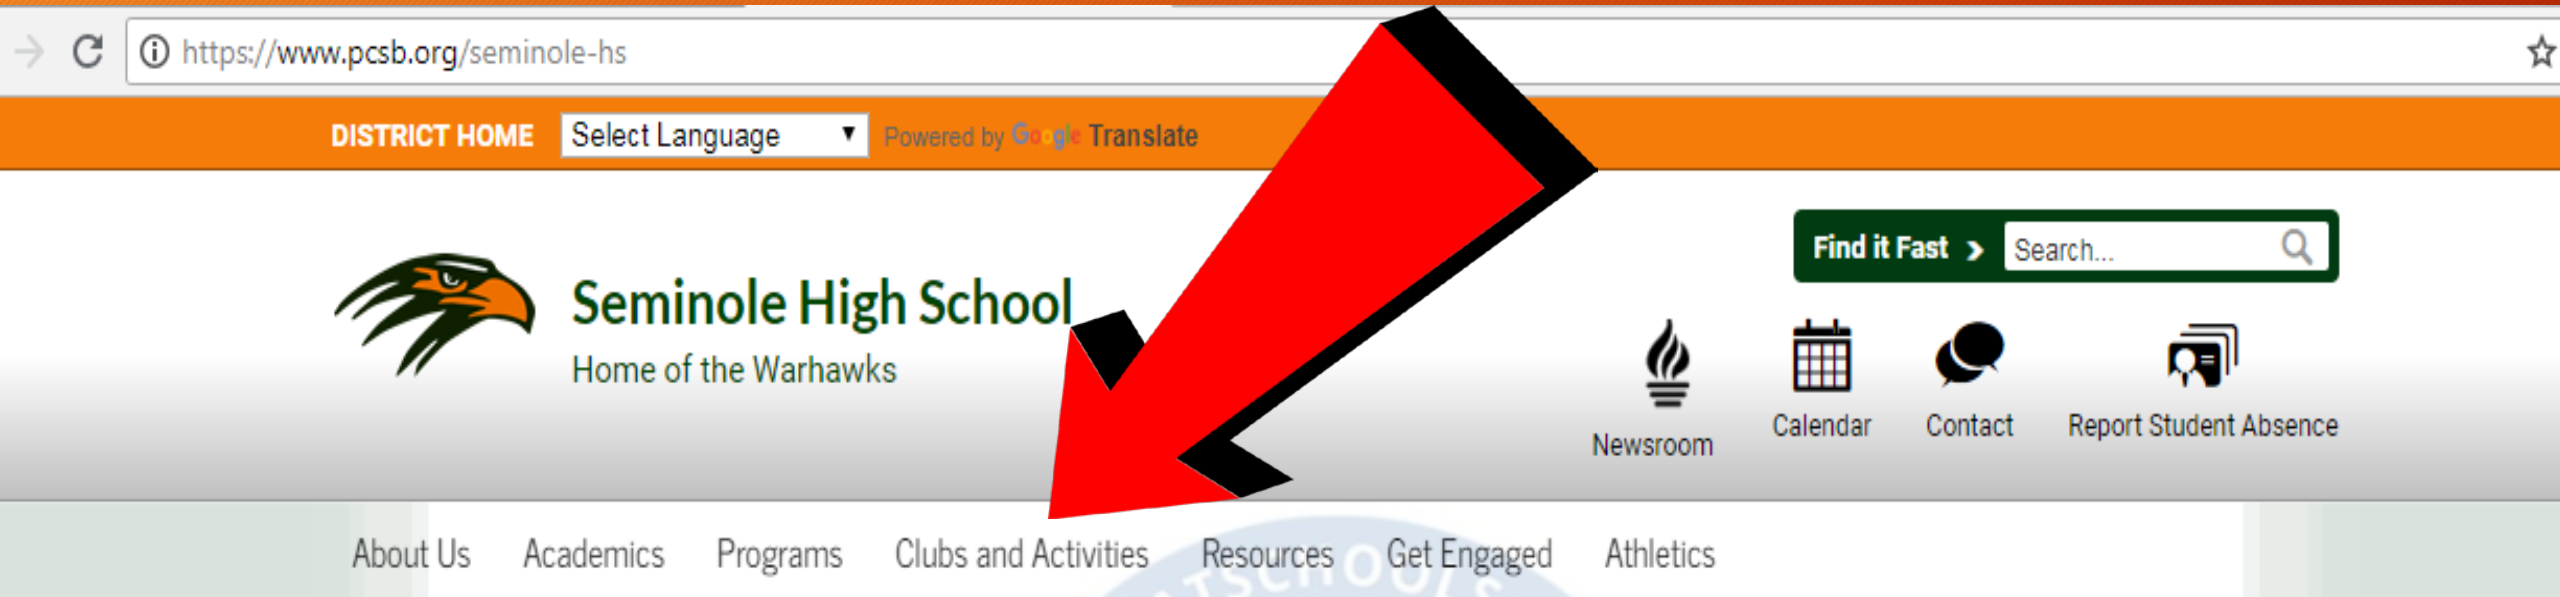 https://www.pcsb.org/seminole-hs
DISTRICT HOME Select Language Powered by Google Translate
Find it Fast Search...
Seminole High School
Home of the Warhawks
Newsroom Calendar Contact Report Student Absence
About Us Academics Programs Clubs and Activities Resources Get Engaged Athletics